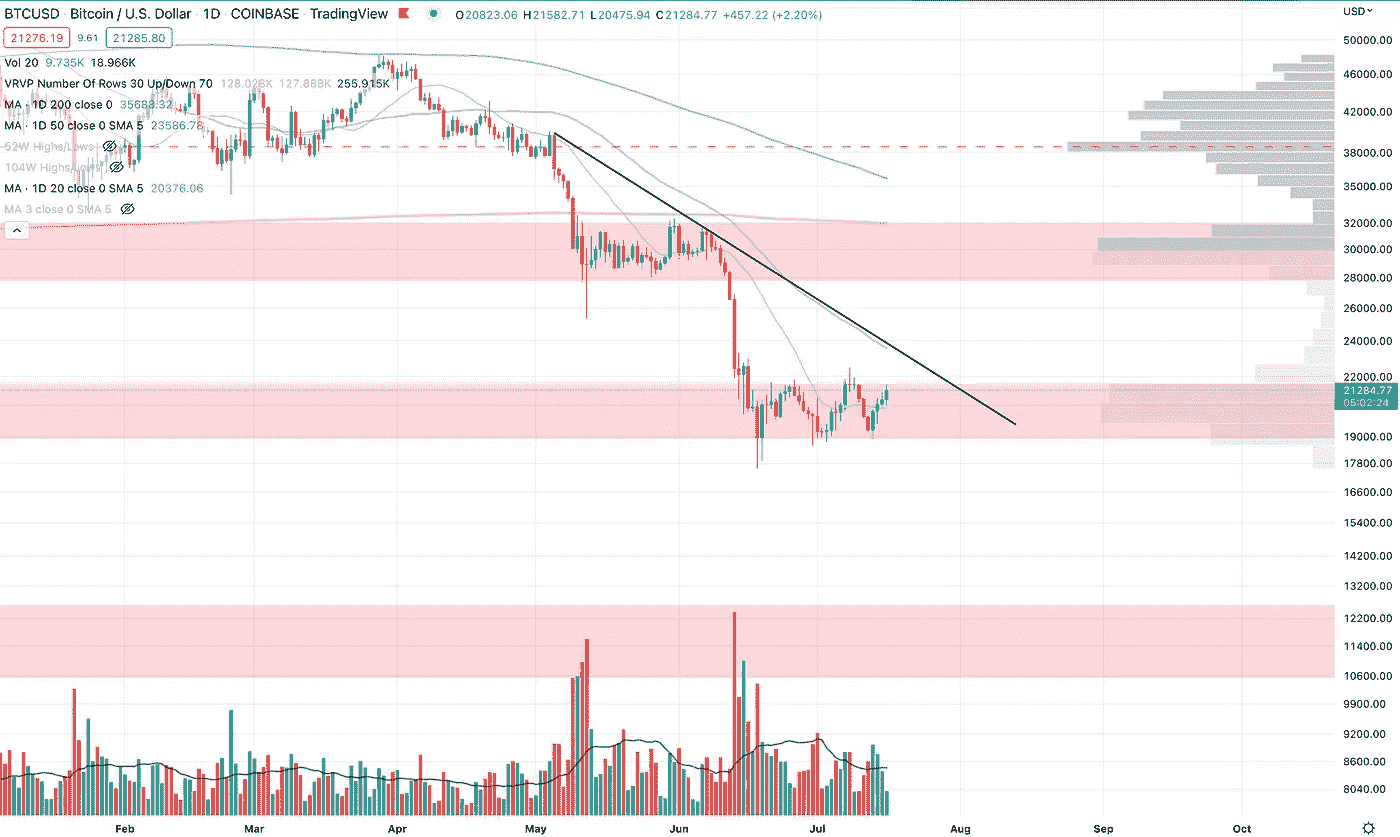 BTCUSD · Bitcoin / U.S. Dollar · 1D · COINBASE · TradingView O20823.06 H21582.71 L20475.94 C21284.77 +457.22 (+2.20%)
USD
21276.19 9.61 21285.80
Vol 20 9.735K 18.966K
VRVP Number Of Rows 30 Up/Down 70 128.028K 127.888K 255.915K
MA · 1D 200 close 0 35688.32
MA · 1D 50 close 0 SMA 5 23586.78
52W Highs/Lows
104W Highs/Lows
MA · 1D 20 close 0 SMA 5 20376.06
MA 3 close 0 SMA 5
50000.00
46000.00
42000.00
38000.00
35000.00
32000.00
30000.00
28000.00
26000.00
24000.00
22000.00
21284.77
05:02:24
19000.00
17800.00
16600.00
15400.00
14200.00
13200.00
12200.00
11400.00
10600.00
9900.00
9200.00
8600.00
8040.00
Feb Mar Apr May Jun Jul Aug Sep Oct